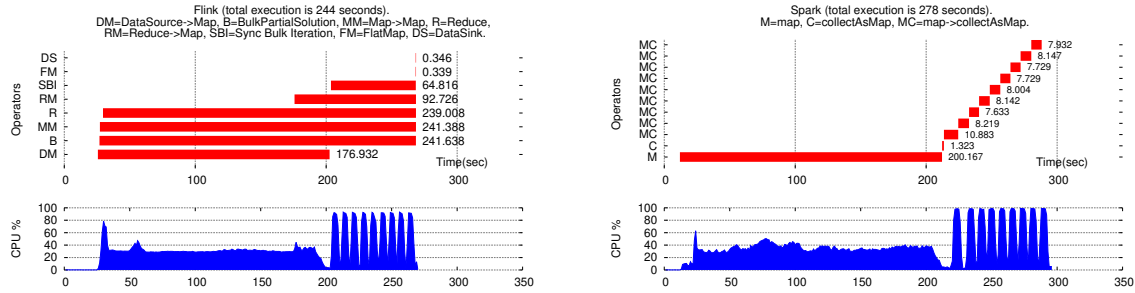 Flink (total execution is 244 seconds).
DM=DataSource->Map, B=BulkPartialSolution, MM=Map->Map, R=Reduce,
RM=Reduce->Map, SBI=Sync Bulk Iteration, FM=FlatMap, DS=DataSink.
Operators
DS 0.346
FM 0.339
SBI 64.816
RM 92.726
R 239.008
MM 241.388
B 241.638
DM 176.932
Time(sec)
0 100 200 300
CPU %
100
80
60
40
20
0
0 50 100 150 200 250 300 350
Spark (total execution is 278 seconds).
M=map, C=collectAsMap, MC=map->collectAsMap.
Operators
MC 7.932
MC 8.147
MC 7.729
MC 7.729
MC 8.004
MC 8.142
MC 7.633
MC 8.219
MC 10.883
C 1.323
M 200.167
Time(sec)
0 100 200 300
CPU %
100
80
60
40
20
0
0 50 100 150 200 250 300 350